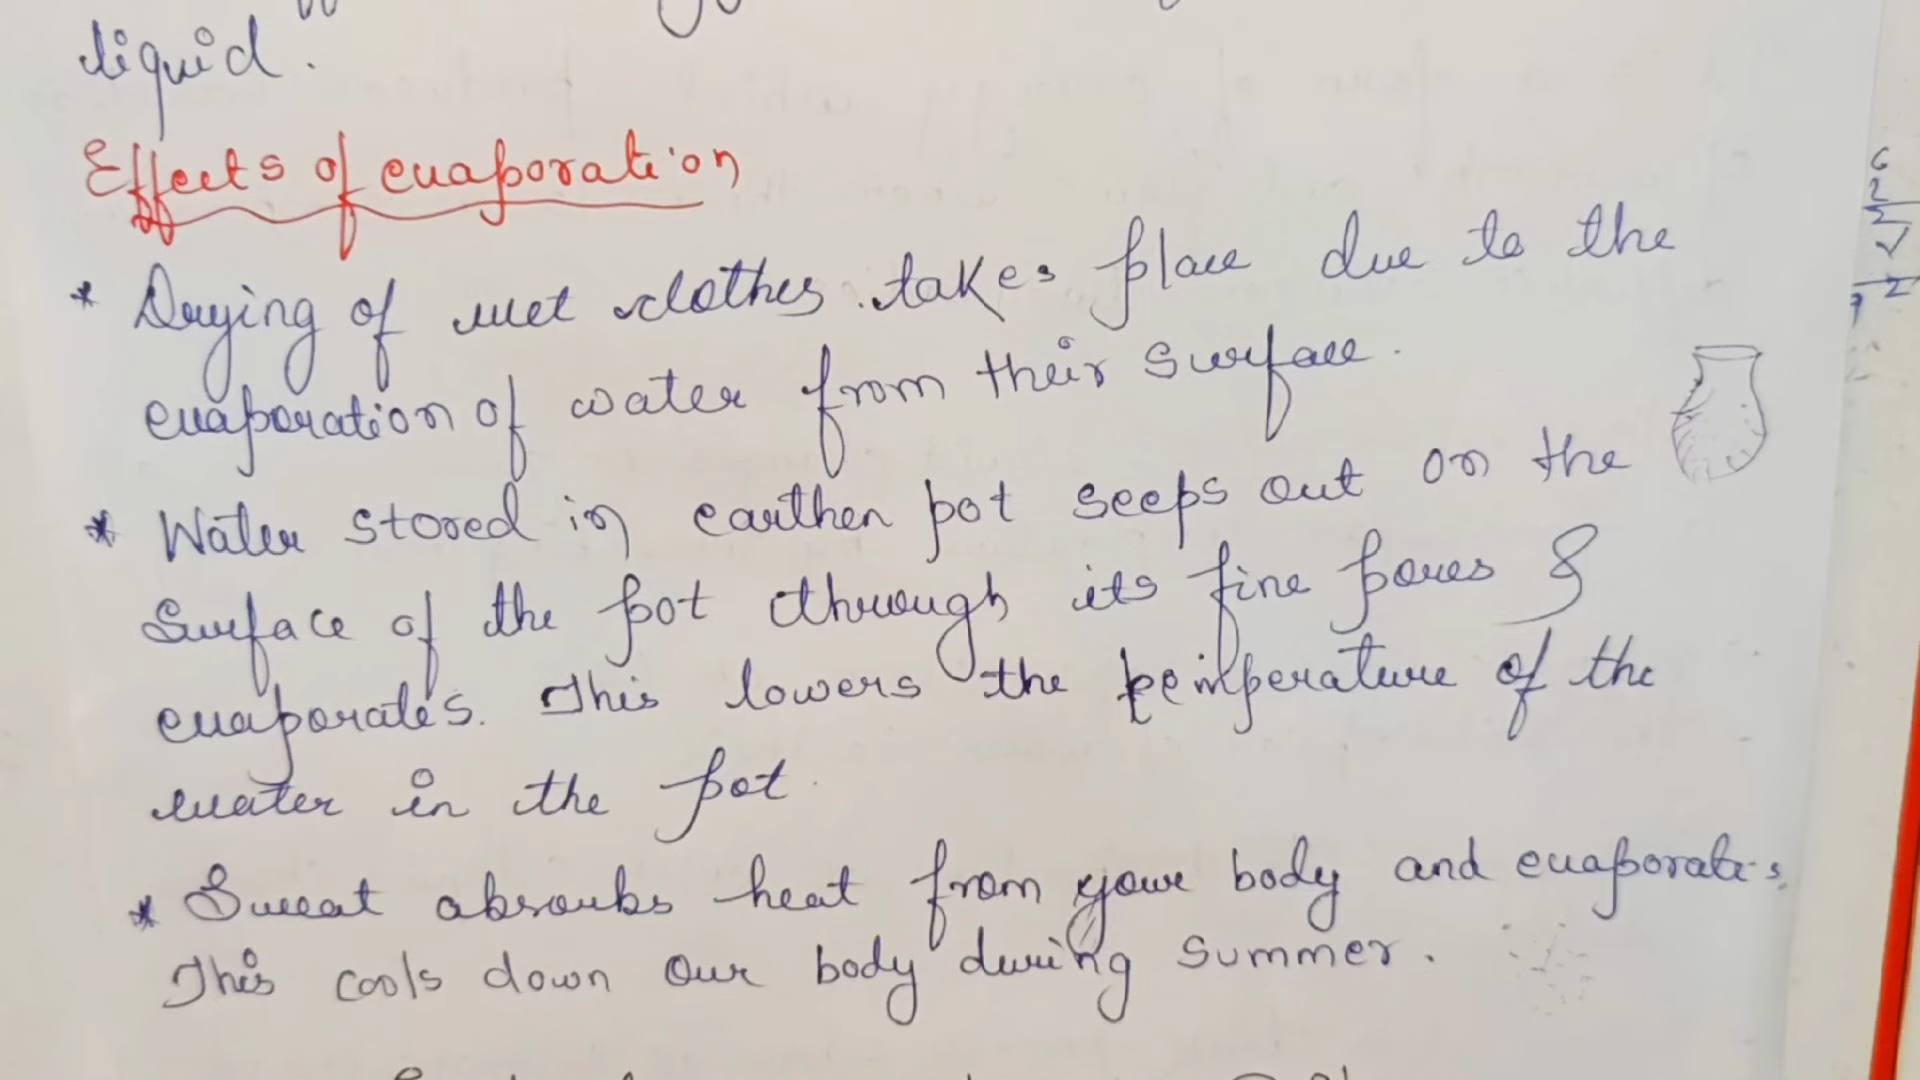 liquid.
Effects of evaporation
* Drying of wet clothes takes place due to the
evaporation of water from their surface.
* Water stored in earthen pot seeps out on the
Surface of the pot through its fine pores &
evaporates. This lowers the temperature of the
water in the pot.
* Sweat absorbs heat from your body and evaporates.
This cools down our body during summer.